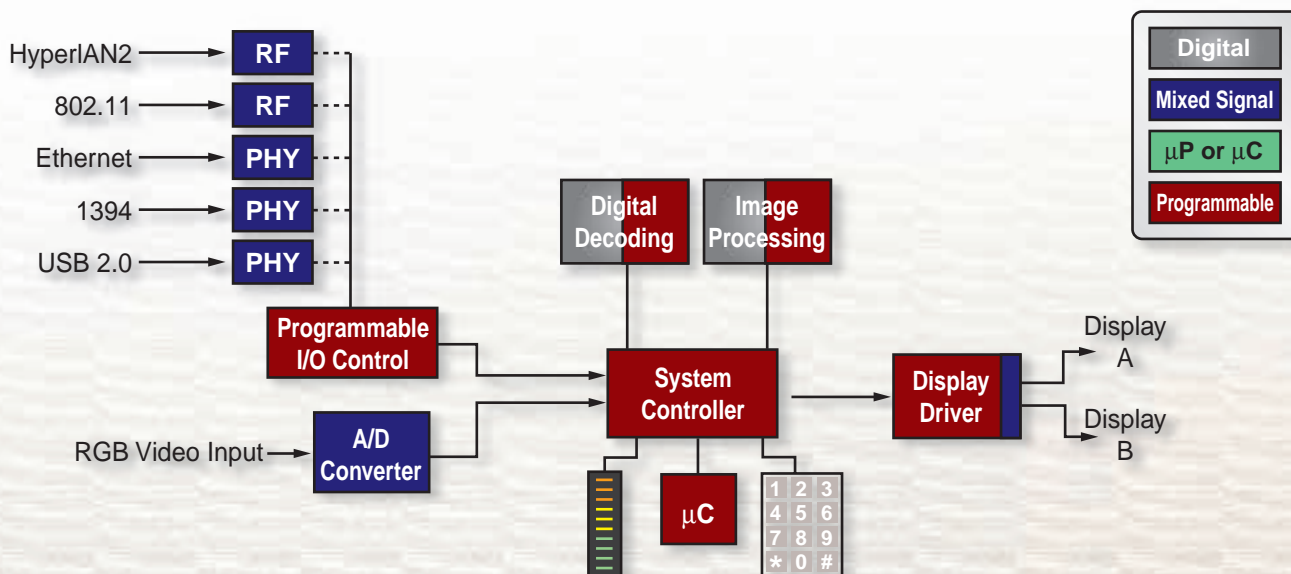 HyperIAN2
RF
802.11
RF
Ethernet
PHY
1394
PHY
USB 2.0
PHY
Programmable
I/O Control
RGB Video Input
A/D
Converter
Digital
Decoding
Image
Processing
System
Controller
μC
1 2 3
4 5 6
7 8 9
* 0 #
Display
Driver
Display
A
Display
B
Digital
Mixed Signal
μP or μC
Programmable